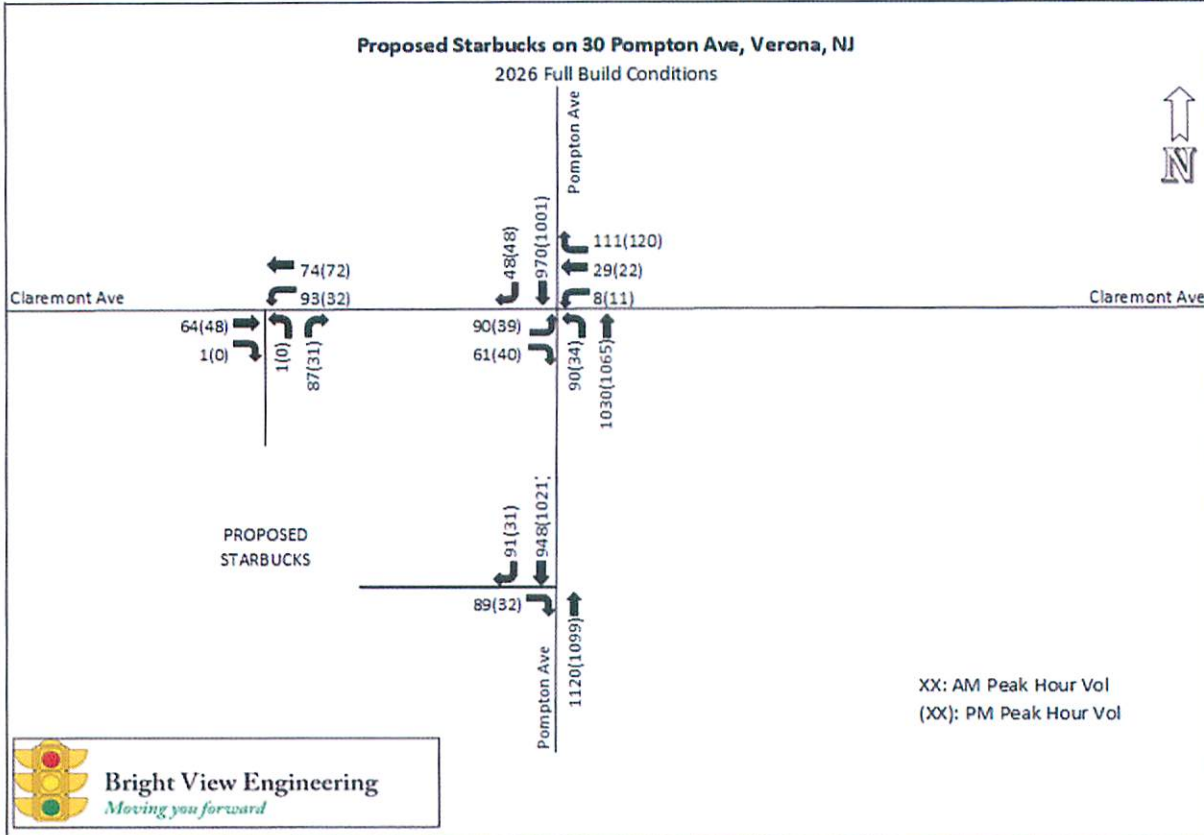 Proposed Starbucks on 30 Pompton Ave, Verona, NJ
2026 Full Build Conditions
Pompton Ave
N
48(48)
970(1001)
111(120)
29(22)
8(11)
74(72)
93(32)
Claremont Ave
Claremont Ave
64(48)
1(0)
1(0)
87(31)
90(39)
61(40)
90(34)
1030(1065)
PROPOSED
STARBUCKS
91(31)
948(1021
89(32)
1120(1099)
Pompton Ave
XX: AM Peak Hour Vol
(XX): PM Peak Hour Vol
Bright View Engineering
Moving you forward